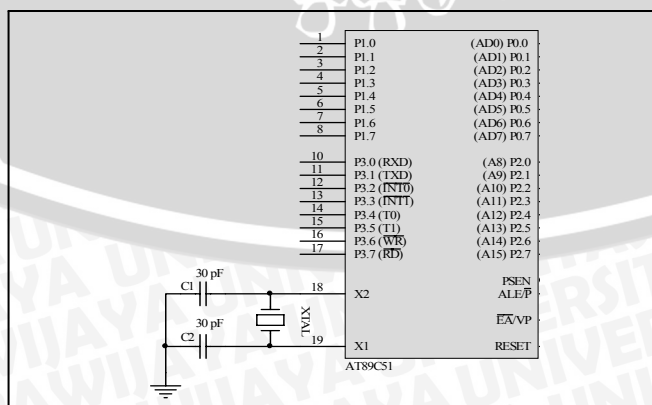 1 P1.0 (AD0) P0.0
2 P1.1 (AD1) P0.1
3 P1.2 (AD2) P0.2
4 P1.3 (AD3) P0.3
5 P1.4 (AD4) P0.4
6 P1.5 (AD5) P0.5
7 P1.6 (AD6) P0.6
8 P1.7 (AD7) P0.7
10 P3.0 (RXD) (A8) P2.0
11 P3.1 (TXD) (A9) P2.1
12 P3.2 (INT0) (A10) P2.2
13 P3.3 (INT1) (A11) P2.3
14 P3.4 (T0) (A12) P2.4
15 P3.5 (T1) (A13) P2.5
16 P3.6 (WR) (A14) P2.6
17 P3.7 (RD) (A15) P2.7
PSEN
30 pF
C1 18 X2 ALE/P
XTAL
EA/VP
30 pF
C2 19 X1 RESET
AT89C51